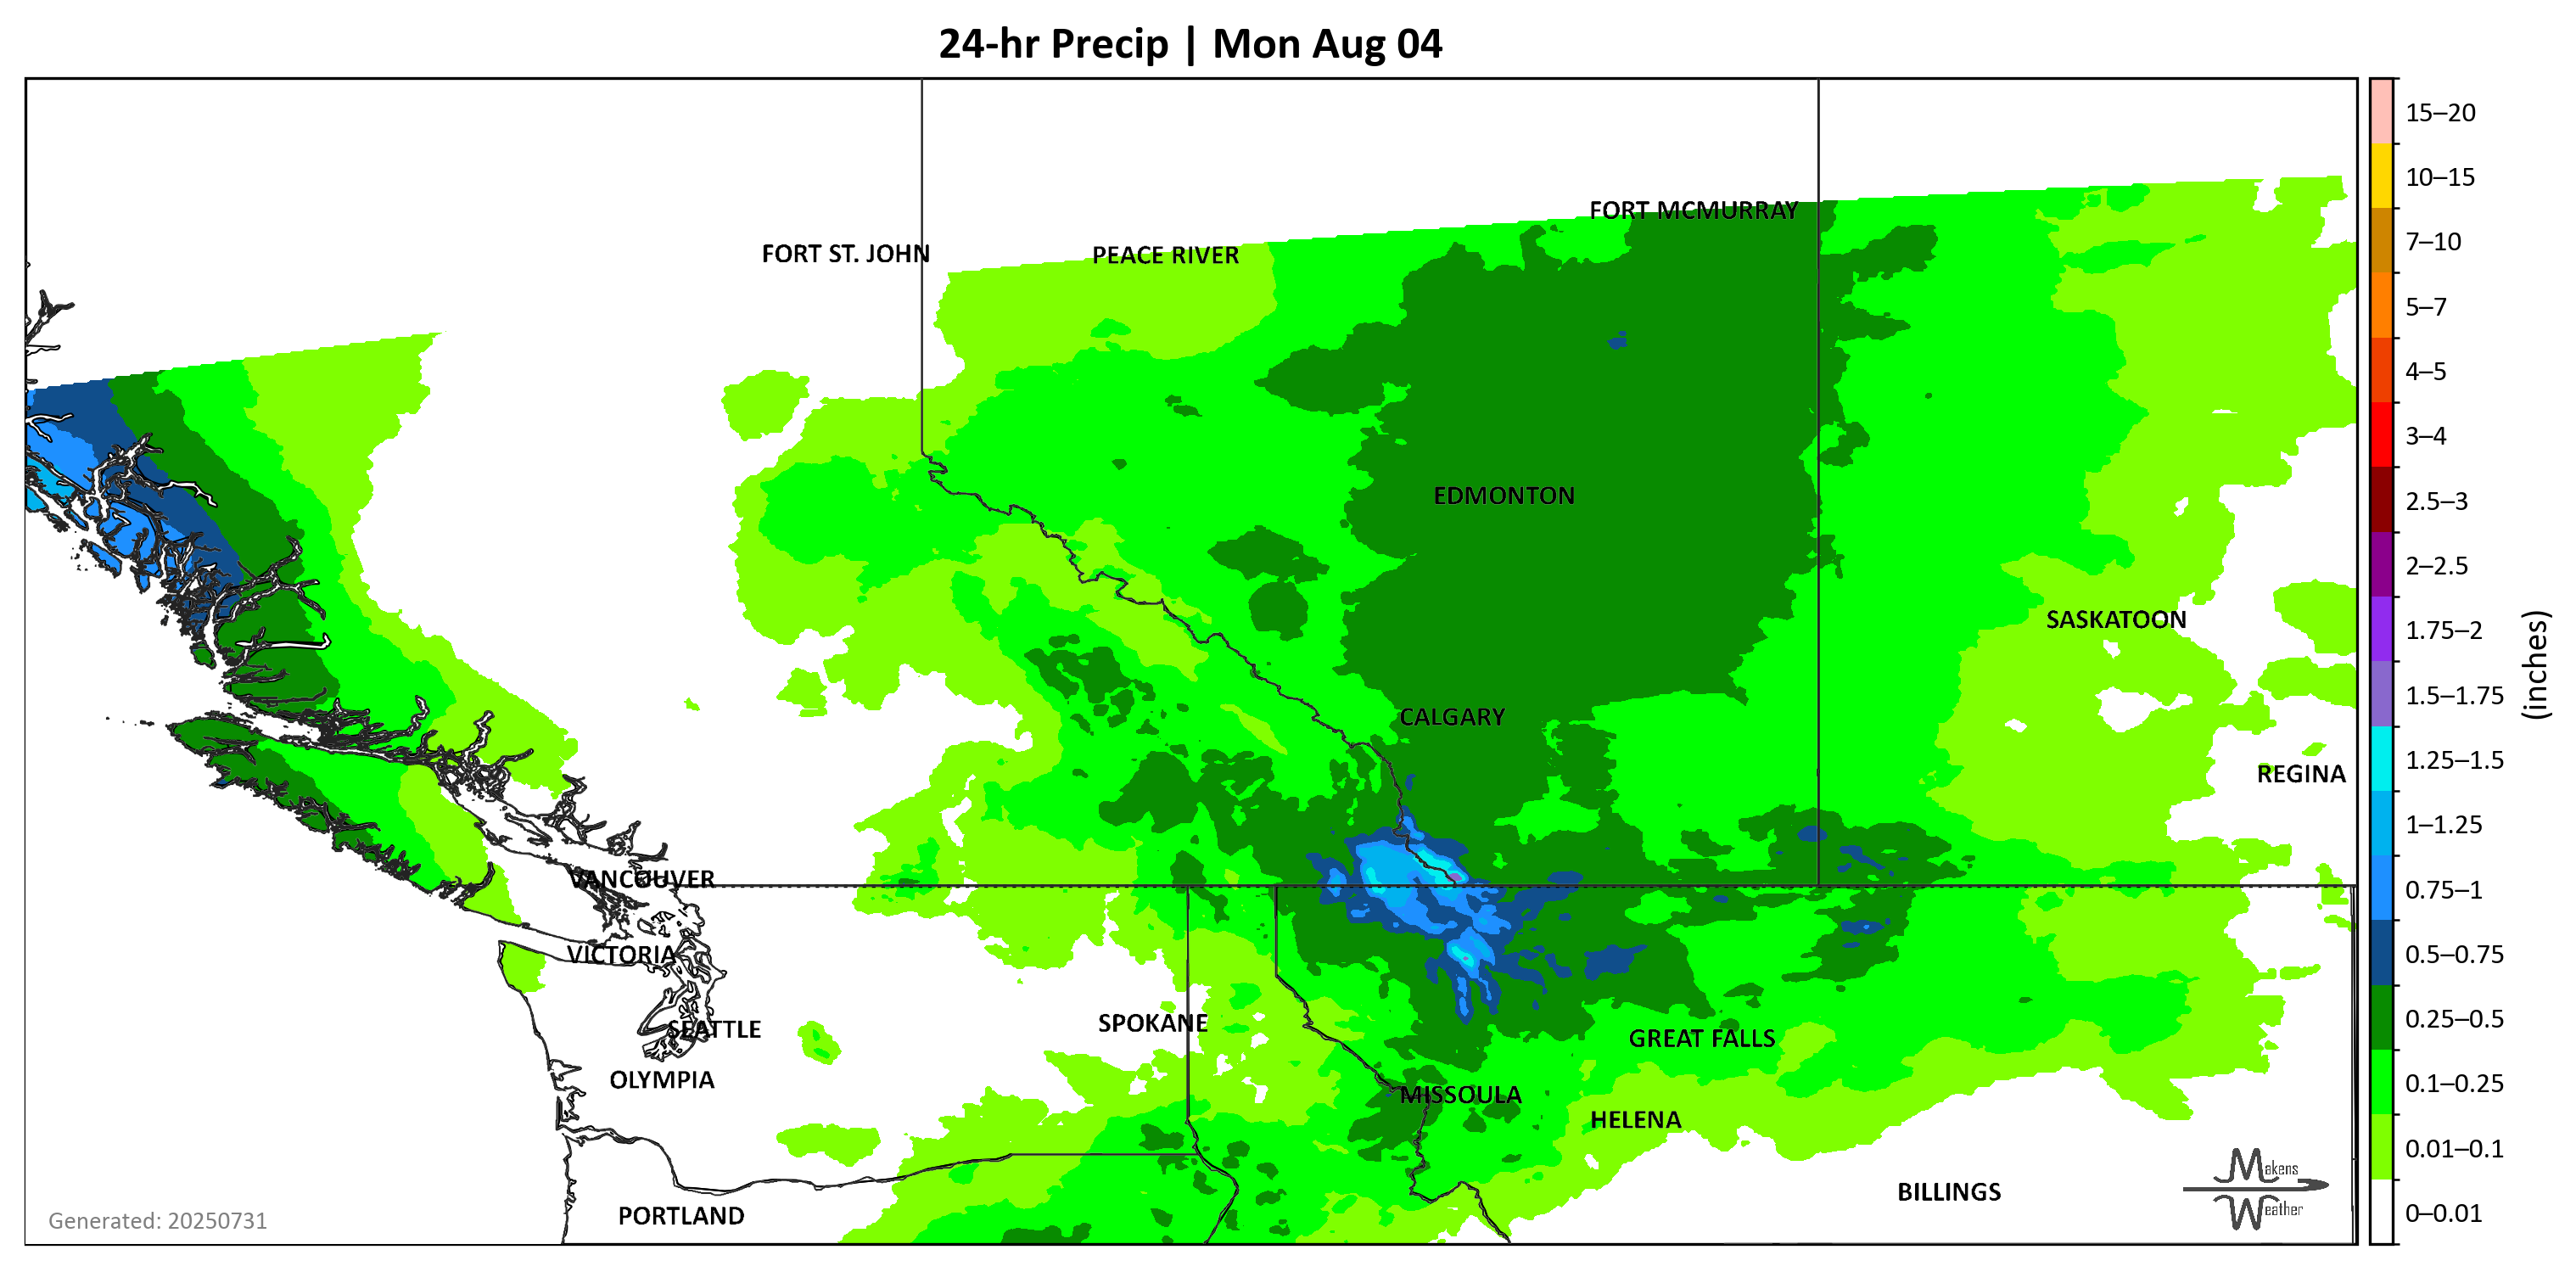 24-hr Precip | Mon Aug 04
15–20
10–15
7–10
5–7
4–5
3–4
2.5–3
2–2.5
1.75–2
1.5–1.75
1.25–1.5
1–1.25
0.75–1
0.5–0.75
0.25–0.5
0.1–0.25
0.01–0.1
0–0.01
(inches)
FORT MCMURRAY
FORT ST. JOHN
PEACE RIVER
EDMONTON
SASKATOON
CALGARY
REGINA
VANCOUVER
VICTORIA
SPOKANE
SEATTLE
GREAT FALLS
OLYMPIA
MISSOULA
HELENA
BILLINGS
PORTLAND
Makens
Weather
Generated: 20250731